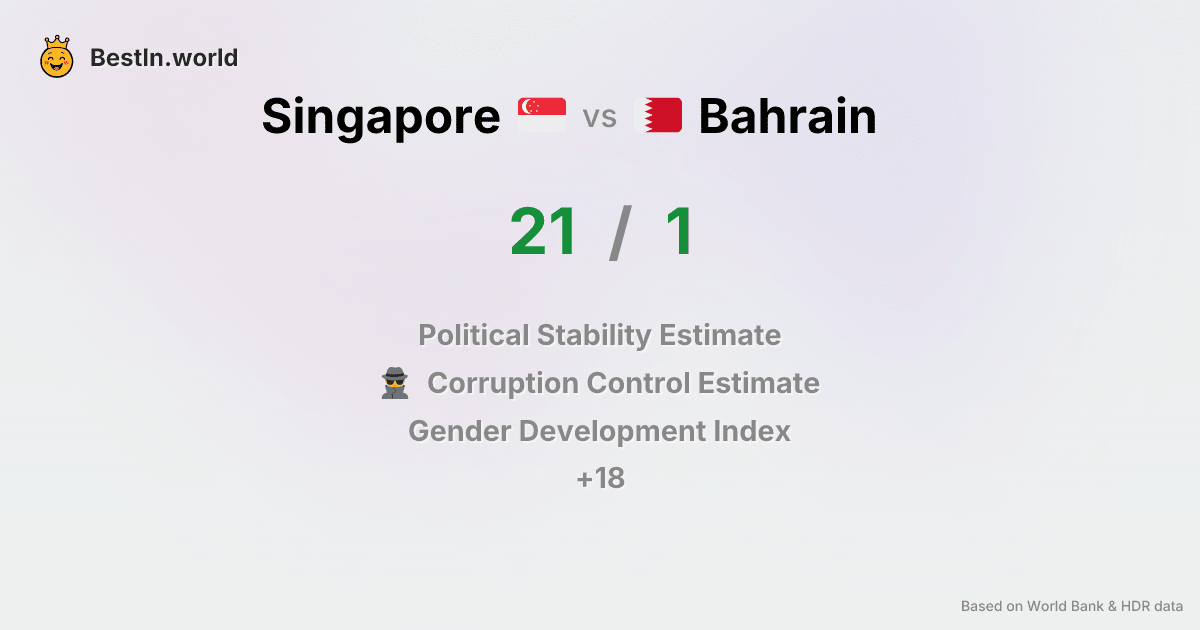 BestIn.world
Singapore vs Bahrain
21 / 1
Political Stability Estimate
Corruption Control Estimate
Gender Development Index
+18
Based on World Bank & HDR data